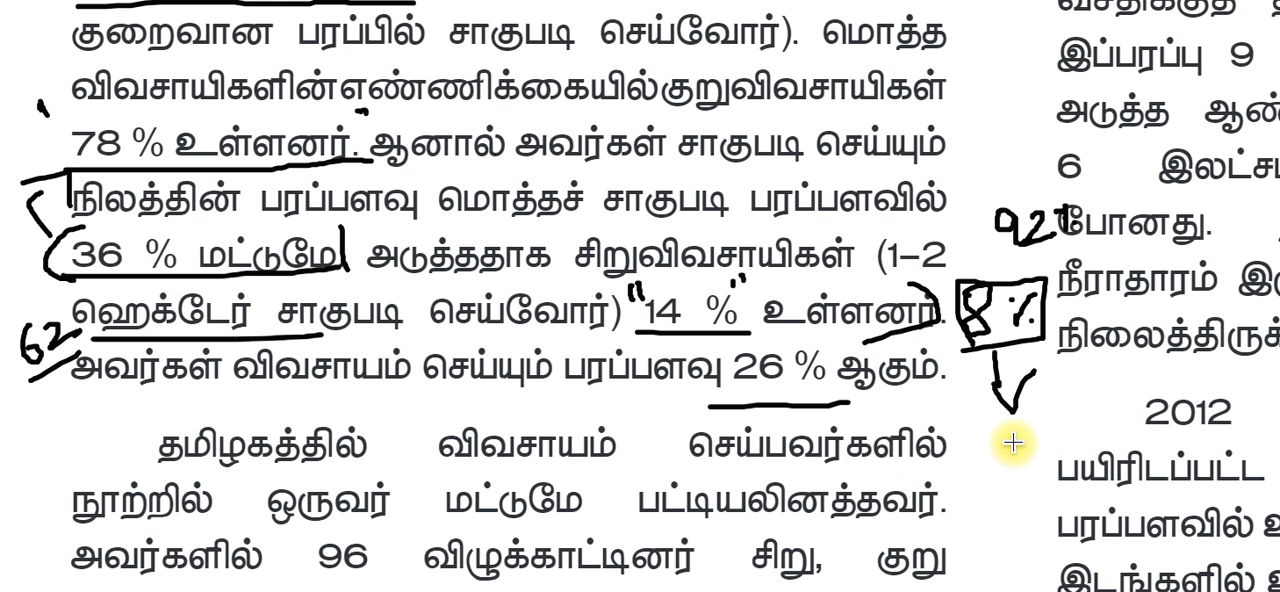 குறைவான பரப்பில் சாகுபடி செய்வோர்). மொத்த
விவசாயிகளின்எண்ணிக்கையில்குறுவிவசாயிகள்
78 % உள்ளனர். ஆனால் அவர்கள் சாகுபடி செய்யும்
நிலத்தின் பரப்பளவு மொத்தச் சாகுபடி பரப்பளவில்
36 % மட்டுமே அடுத்ததாக சிறுவிவசாயிகள் (1–2
ஹெக்டேர் சாகுபடி செய்வோர்) "14 %" உள்ளனர்.
62
அவர்கள் விவசாயம் செய்யும் பரப்பளவு 26 % ஆகும்.
தமிழகத்தில் விவசாயம் செய்பவர்களில்
நூற்றில் ஒருவர் மட்டுமே பட்டியலினத்தவர்.
அவர்களில் 96 விழுக்காட்டினர் சிறு, குறு
92%
8 %
இப்பரப்பு 9
அடுத்த
6
போனது.
நீராதாரம்
2012
பயிரிடப்பட்ட
பரப்பளவில்
இடங்களில்